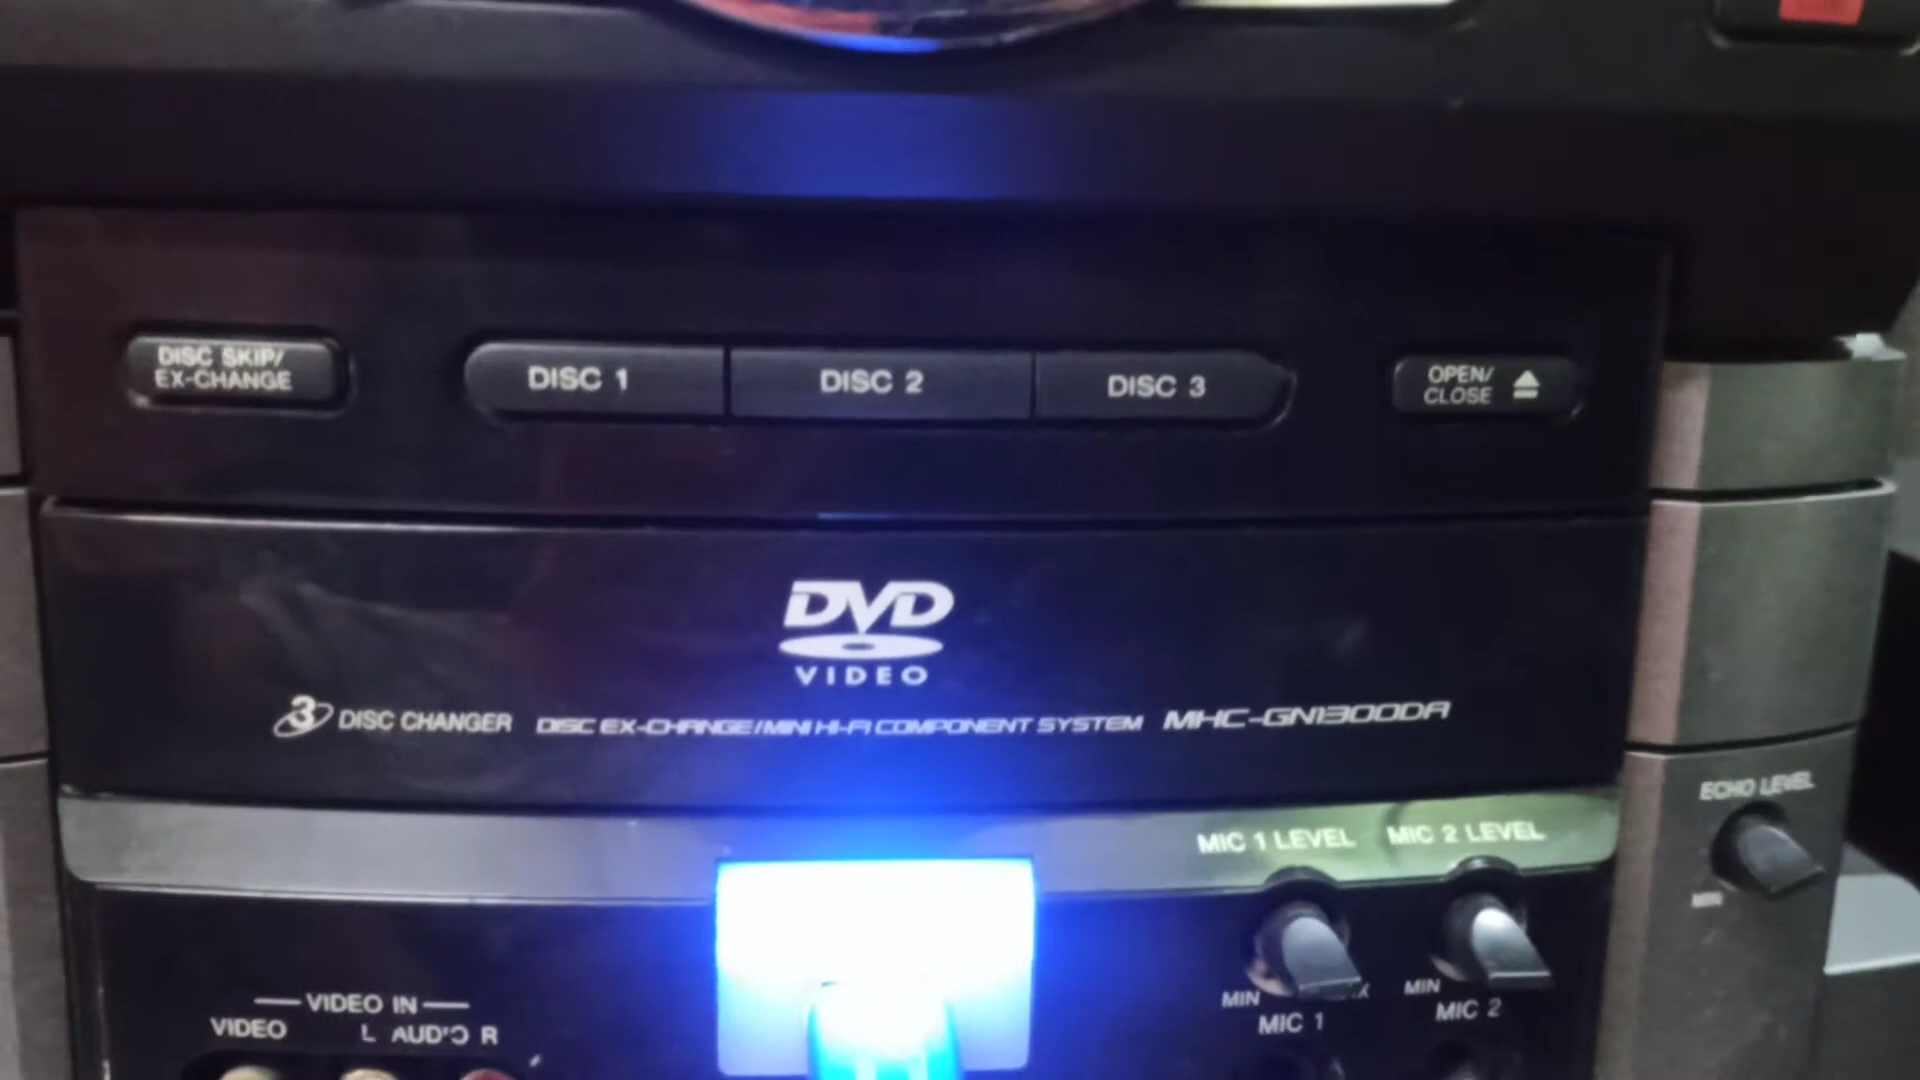 DISC SKIP/
EX-CHANGE
DISC 1
DISC 2
DISC 3
OPEN/
CLOSE
DVD
VIDEO
3 DISC CHANGER DISC EX-CHANGE/MINI HI-FI COMPONENT SYSTEM MHC-GN1300DA
ECHO LEVEL
MIN
MIC 1 LEVEL MIC 2 LEVEL
MIN
MIN
MIC 1
MIC 2
VIDEO IN
VIDEO L AUDIO R